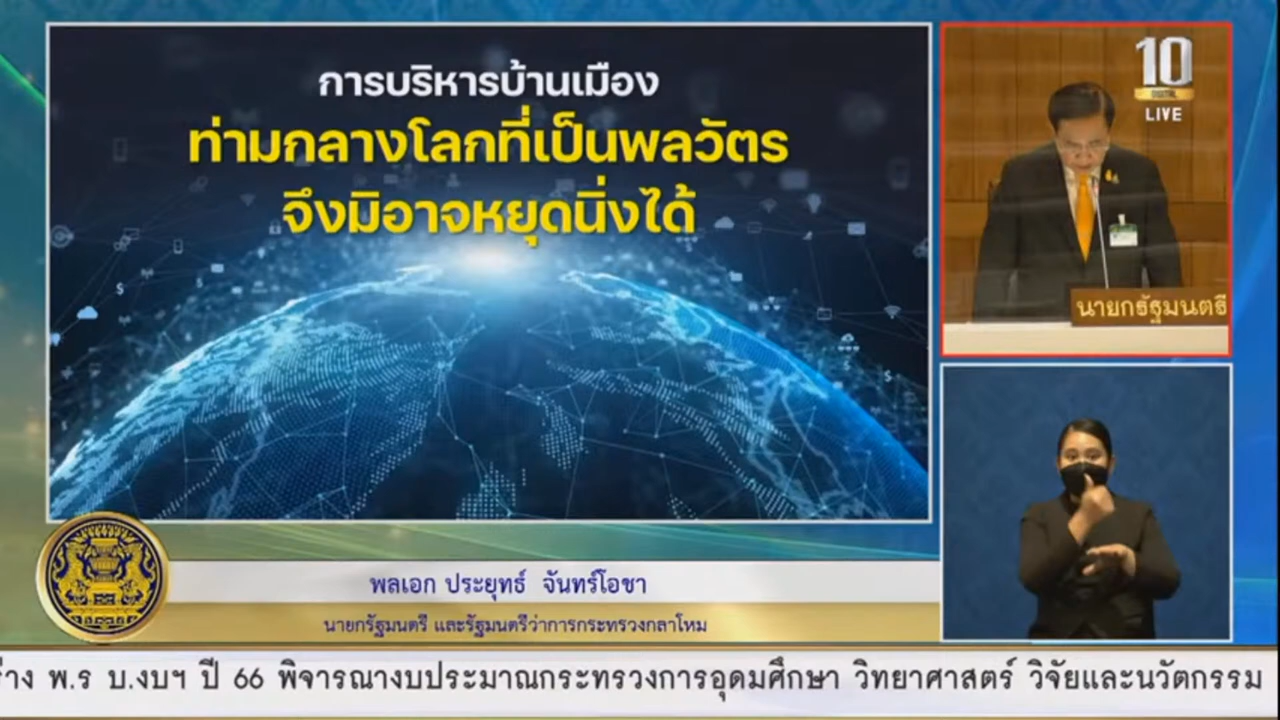 การบริหารบ้านเมือง
ท่ามกลางโลกที่เป็นพลวัตร
จึงมิอาจหยุดนิ่งได้
10
DIGITAL
LIVE
นายกรัฐมนตรี
พลเอก ประยุทธ์ จันทร์โอชา
นายกรัฐมนตรี และรัฐมนตรีว่าการกระทรวงกลาโหม
ร่าง พ.ร บ.งบฯ ปี 66 พิจารณางบประมาณกระทรวงการอุดมศึกษา วิทยาศาสตร์ วิจัยและนวัตกรรม